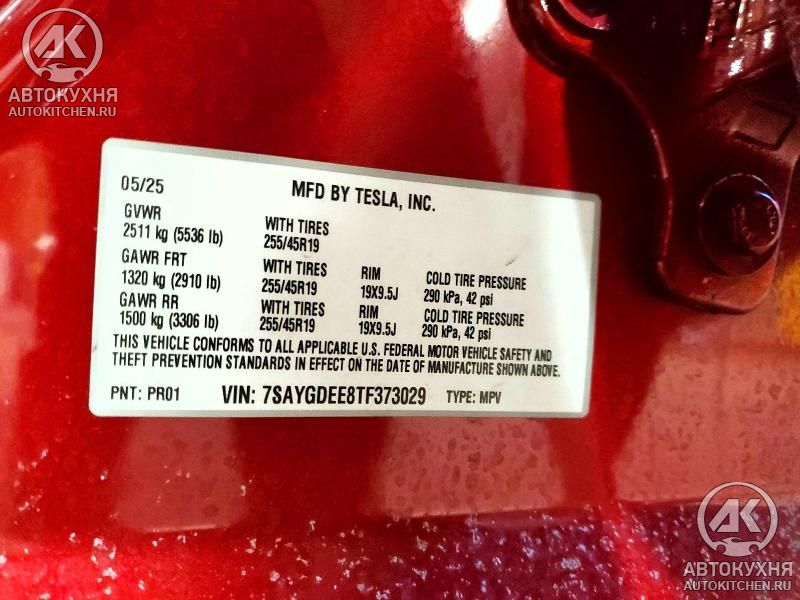 АВТОКУХНЯ
AUTOKITCHEN.RU
05/25 MFD BY TESLA, INC.
GVWR
2511 kg (5536 lb) WITH TIRES 255/45R19
GAWR FRT
1320 kg (2910 lb) WITH TIRES 255/45R19 RIM 19X9.5J COLD TIRE PRESSURE 290 kPa, 42 psi
GAWR RR
1500 kg (3306 lb) WITH TIRES 255/45R19 RIM 19X9.5J COLD TIRE PRESSURE 290 kPa, 42 psi
THIS VEHICLE CONFORMS TO ALL APPLICABLE U.S. FEDERAL MOTOR VEHICLE SAFETY AND
THEFT PREVENTION STANDARDS IN EFFECT ON THE DATE OF MANUFACTURE SHOWN ABOVE.
PNT: PR01 VIN: 7SAYGDEE8TF373029 TYPE: MPV
АК
АВТОКУХНЯ
AUTOKITCHEN.RU